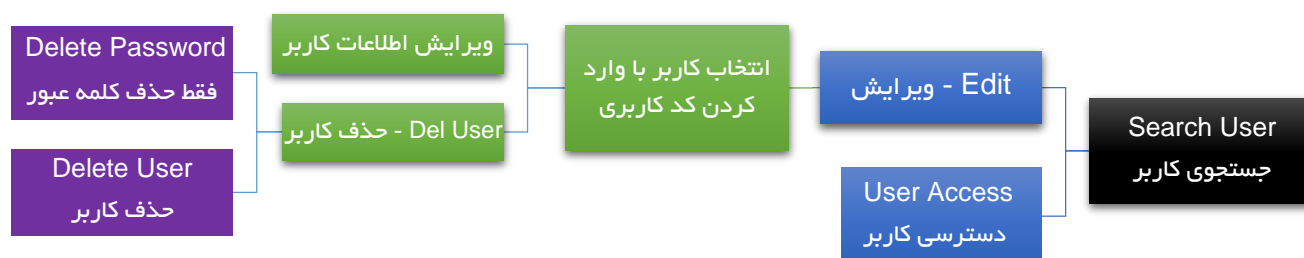 Search User
جستجوی کاربر
Edit - ویرایش
User Access
دسترسی کاربر
انتخاب کاربر با وارد
کردن کد کاربری
ویرایش اطلاعات کاربر
Del User - حذف کاربر
Delete Password
فقط حذف کلمه عبور
Delete User
حذف کاربر